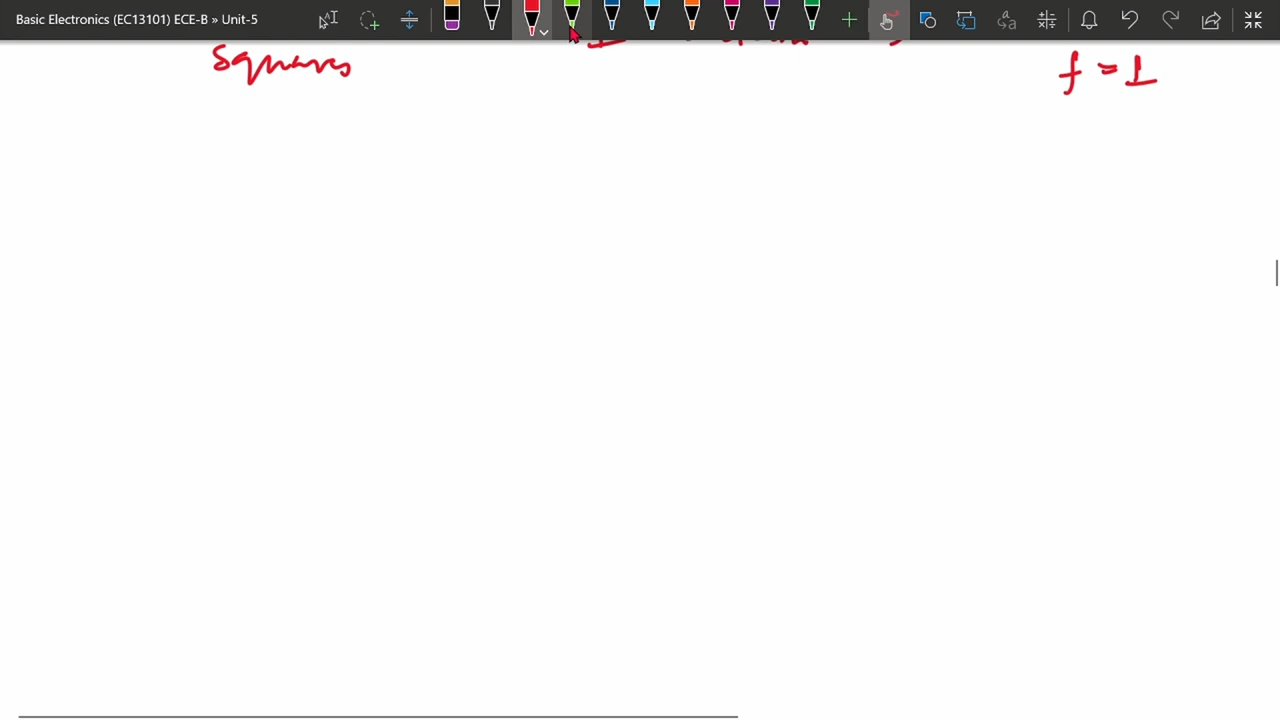 Basic Electronics (EC13101) ECE-B » Unit-5
Squares
f = 1